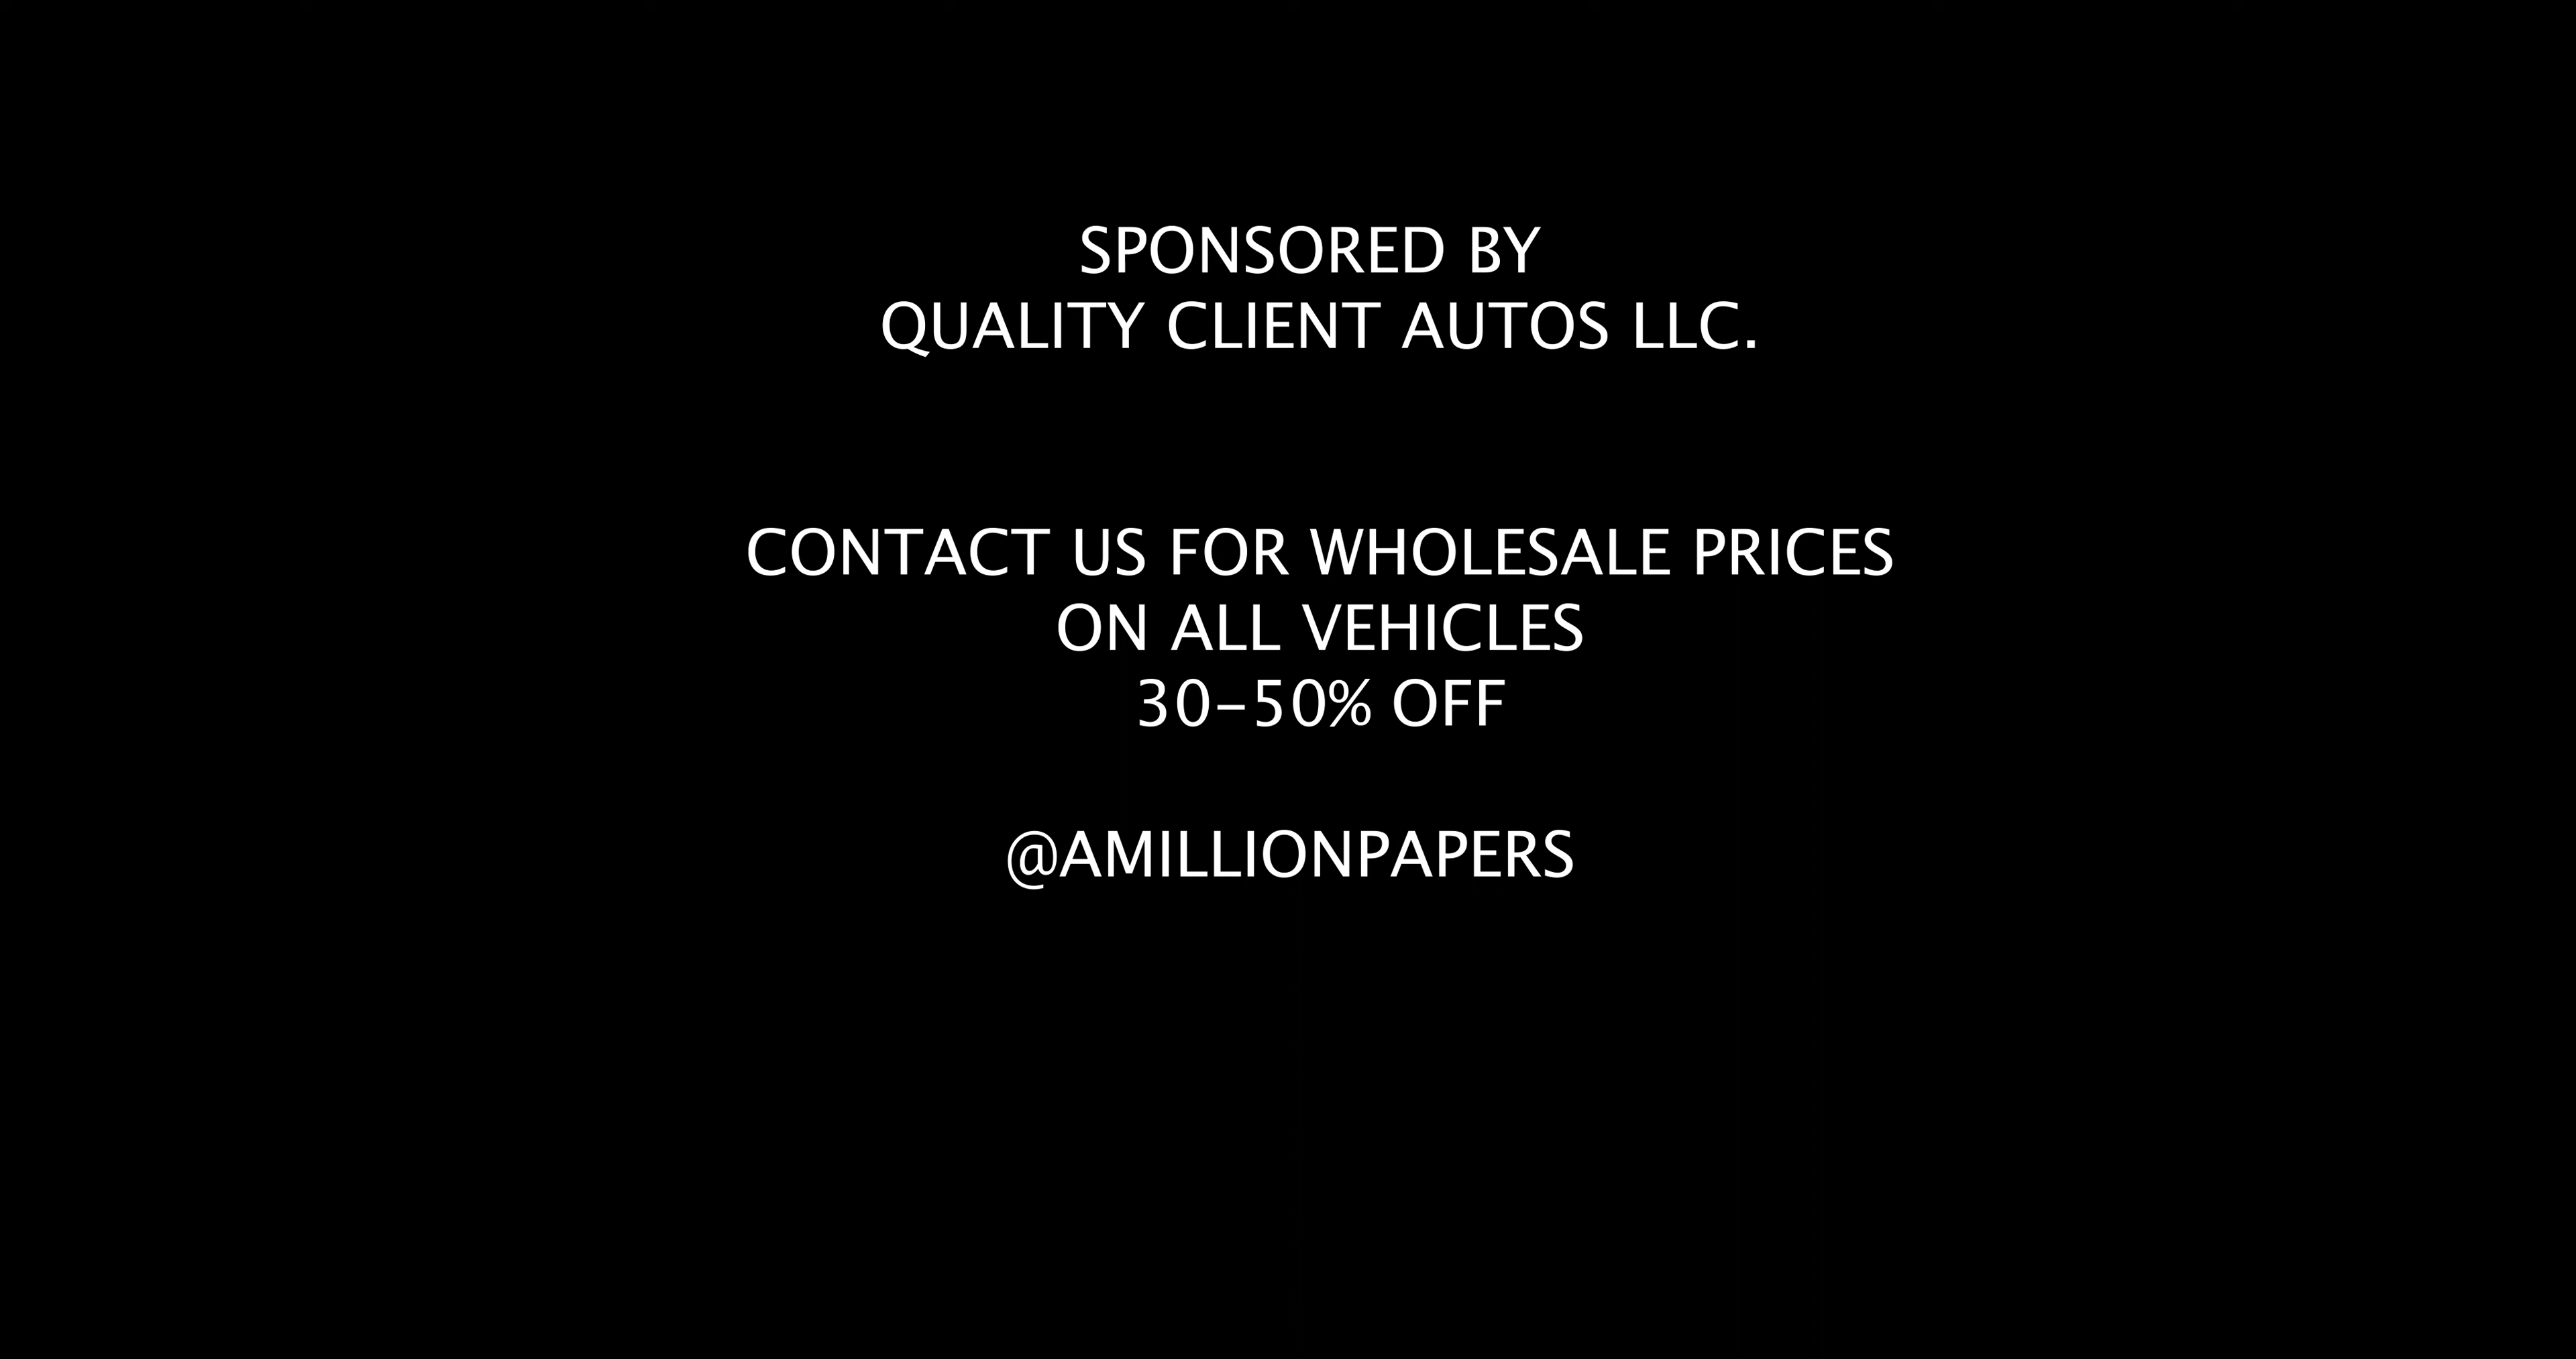 SPONSORED BY
QUALITY CLIENT AUTOS LLC.
CONTACT US FOR WHOLESALE PRICES
ON ALL VEHICLES
30-50% OFF
@AMILLIONPAPERS